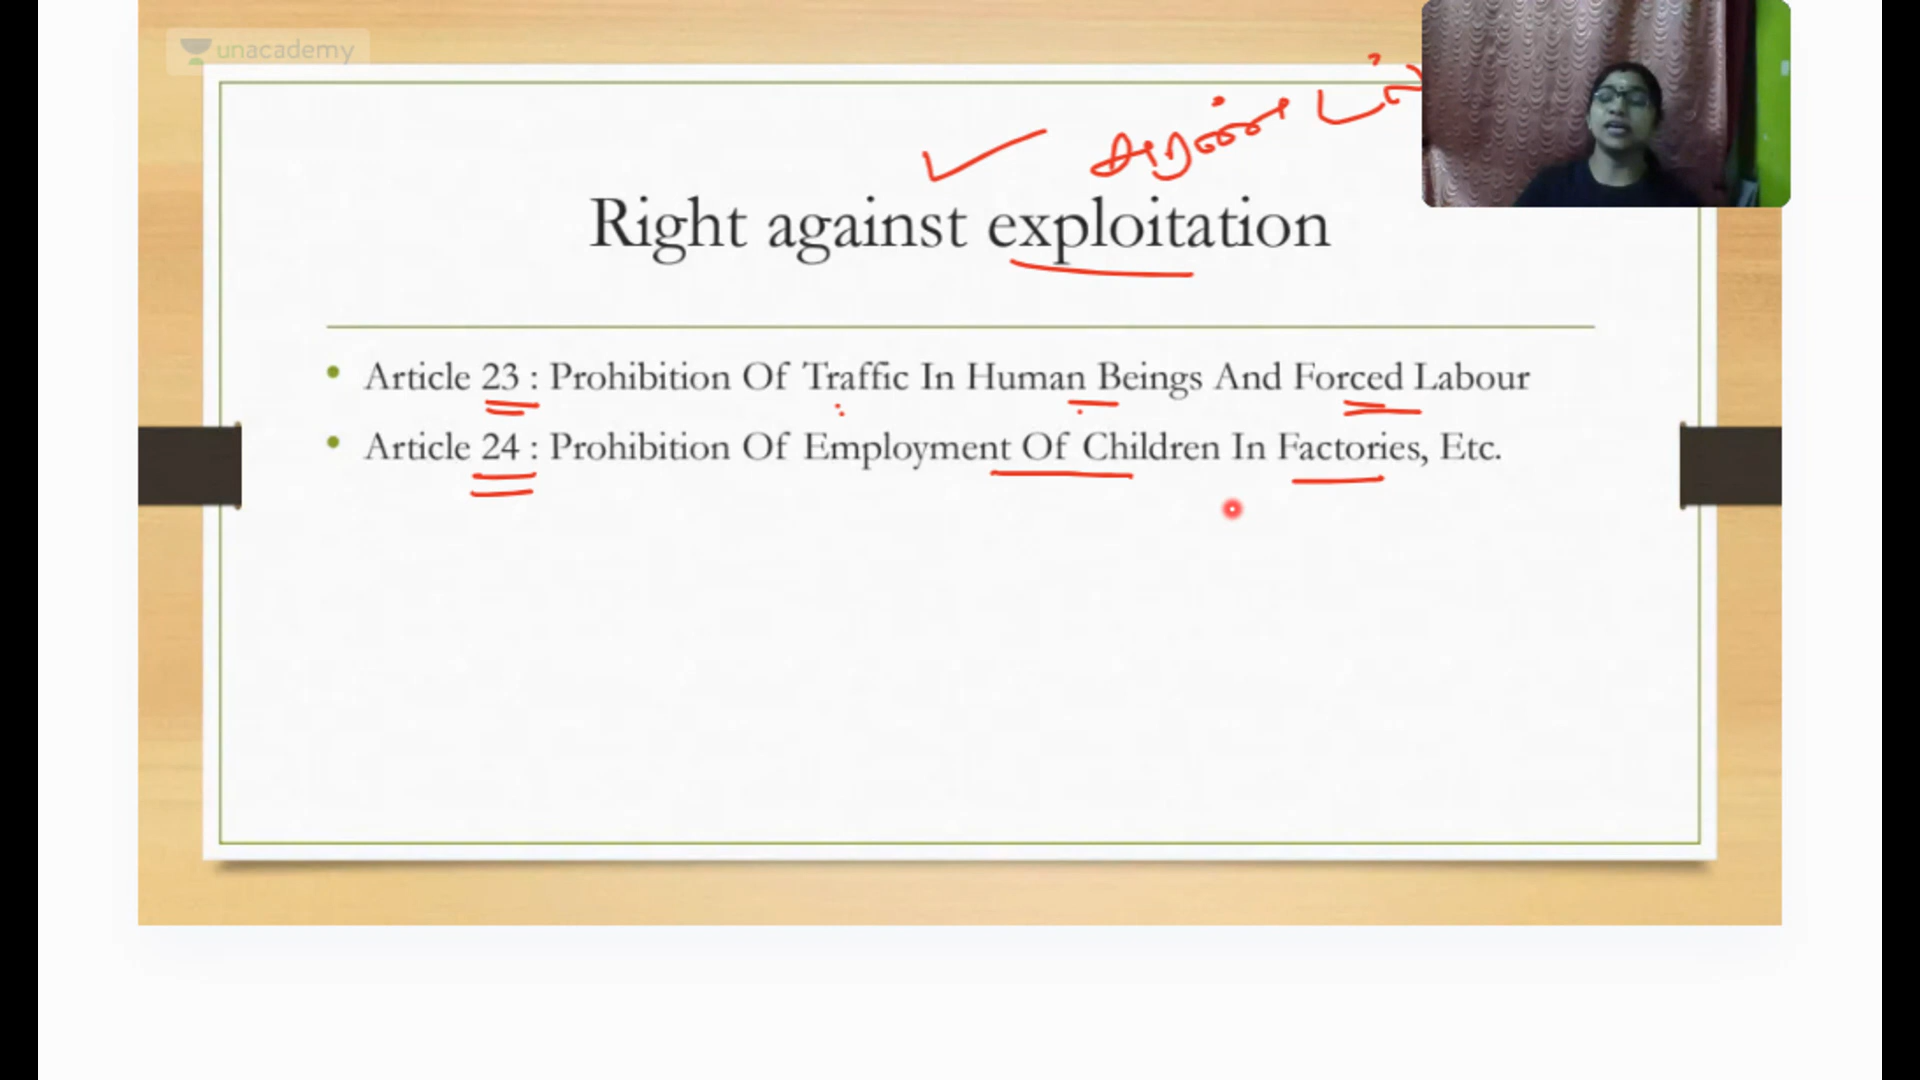 unacademy
Right against exploitation
• Article 23 : Prohibition Of Traffic In Human Beings And Forced Labour
• Article 24 : Prohibition Of Employment Of Children In Factories, Etc.